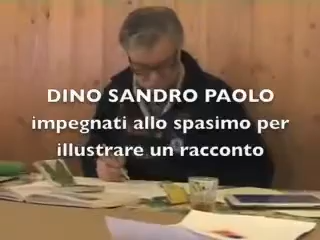 DINO SANDRO PAOLO
impegnati allo spasimo per
illustrare un racconto